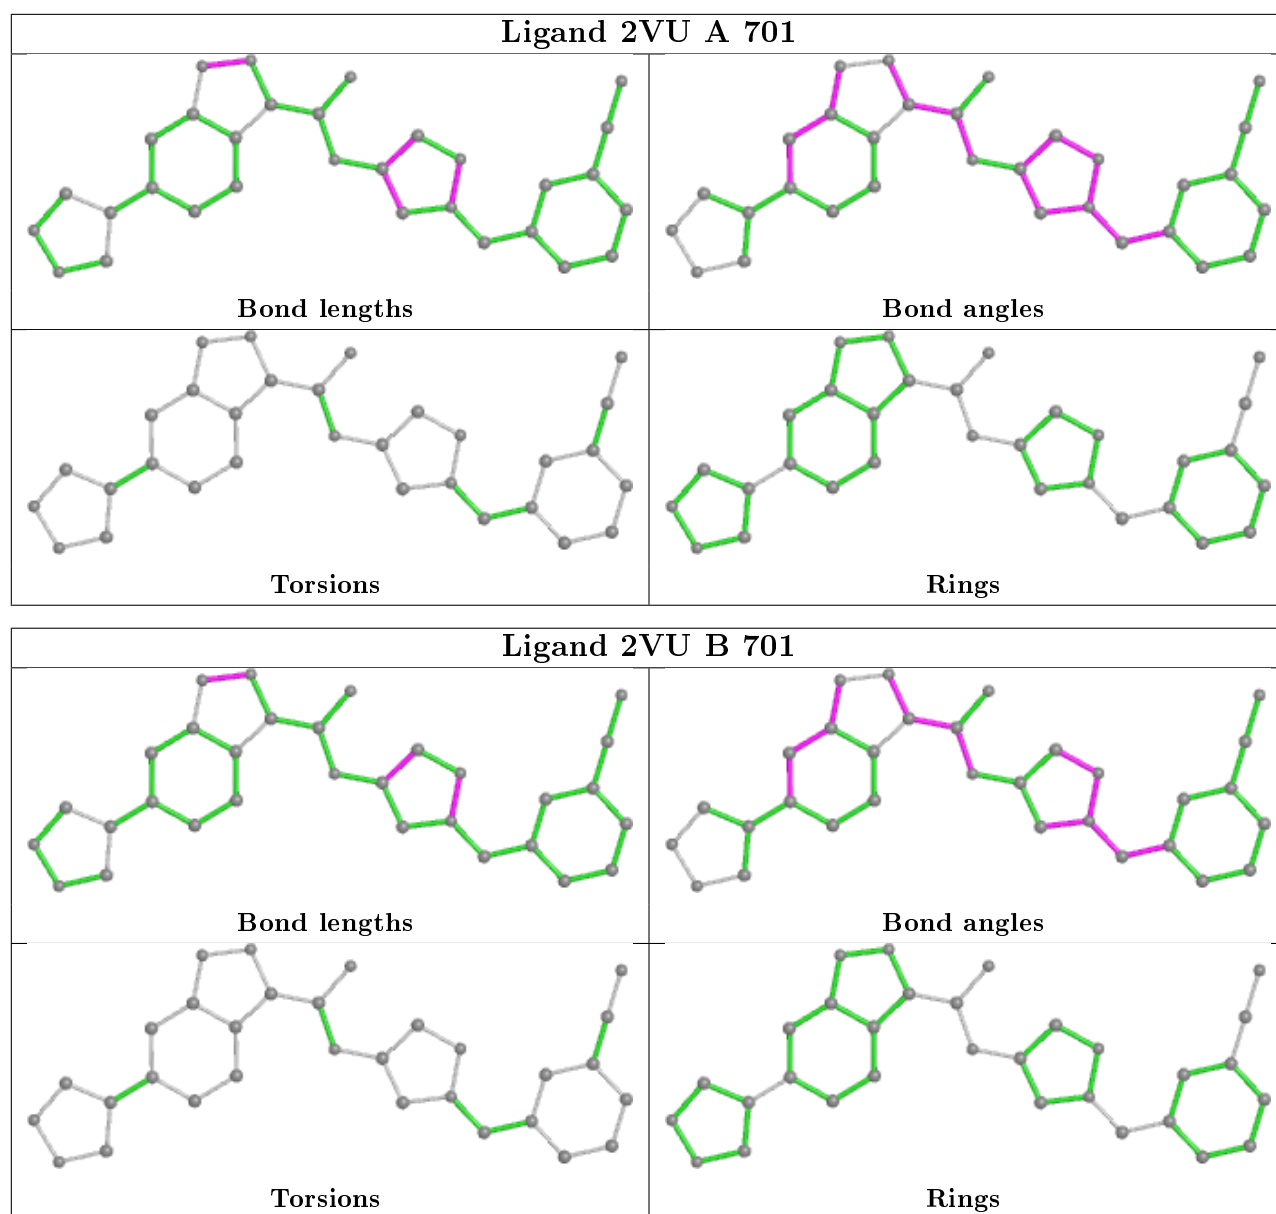 Ligand 2VU A 701
Bond lengths
Bond angles
Torsions
Rings
Ligand 2VU B 701
Bond lengths
Bond angles
Torsions
Rings